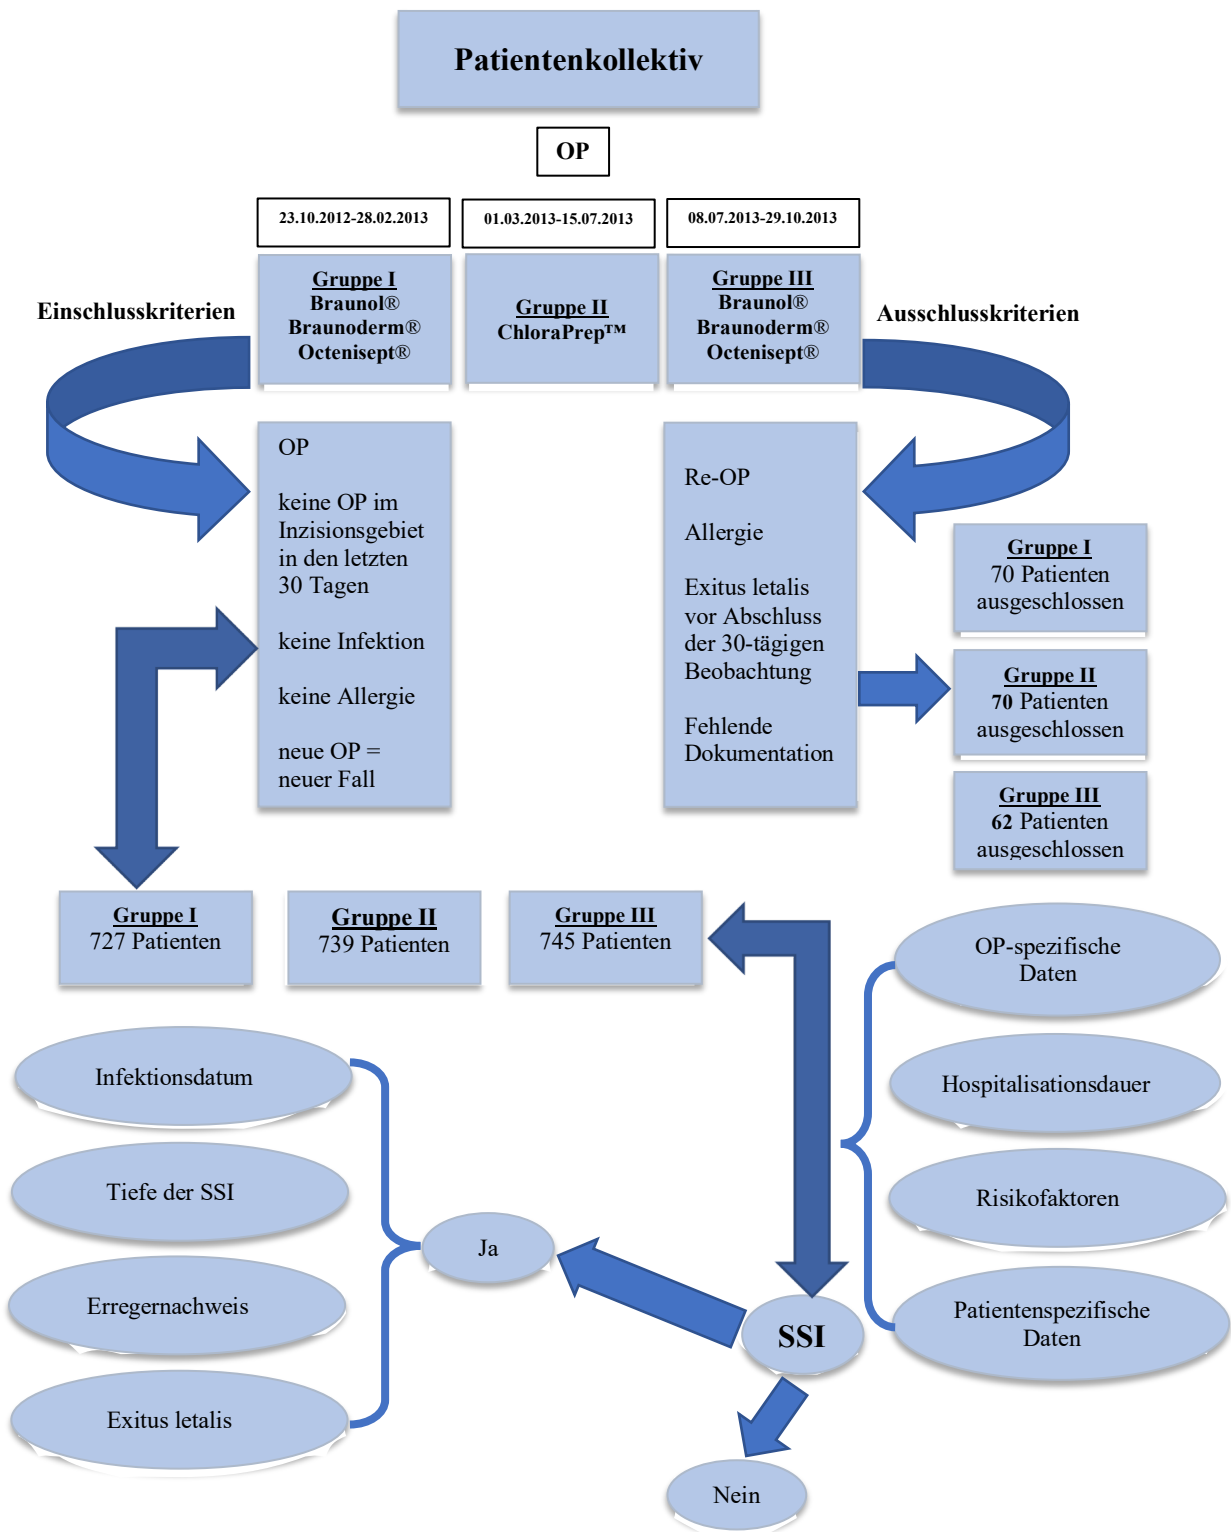 Patientenkollektiv
OP
23.10.2012-28.02.2013
01.03.2013-15.07.2013
08.07.2013-29.10.2013
Gruppe I
Braunol®
Braunoderm®
Octenisept®
Gruppe II
ChloraPrep™
Gruppe III
Braunol®
Braunoderm®
Octenisept®
Einschlusskriterien
Ausschlusskriterien
OP
keine OP im
Inzisionsgebiet
in den letzten
30 Tagen
keine Infektion
keine Allergie
neue OP =
neuer Fall
Re-OP
Allergie
Exitus letalis
vor Abschluss
der 30-tägigen
Beobachtung
Fehlende
Dokumentation
Gruppe I
70 Patienten
ausgeschlossen
Gruppe II
70 Patienten
ausgeschlossen
Gruppe III
62 Patienten
ausgeschlossen
Gruppe I
727 Patienten
Gruppe II
739 Patienten
Gruppe III
745 Patienten
OP-spezifische
Daten
Hospitalisationsdauer
Risikofaktoren
Patientenspezifische
Daten
Infektionsdatum
Tiefe der SSI
Erregernachweis
Exitus letalis
Ja
SSI
Nein